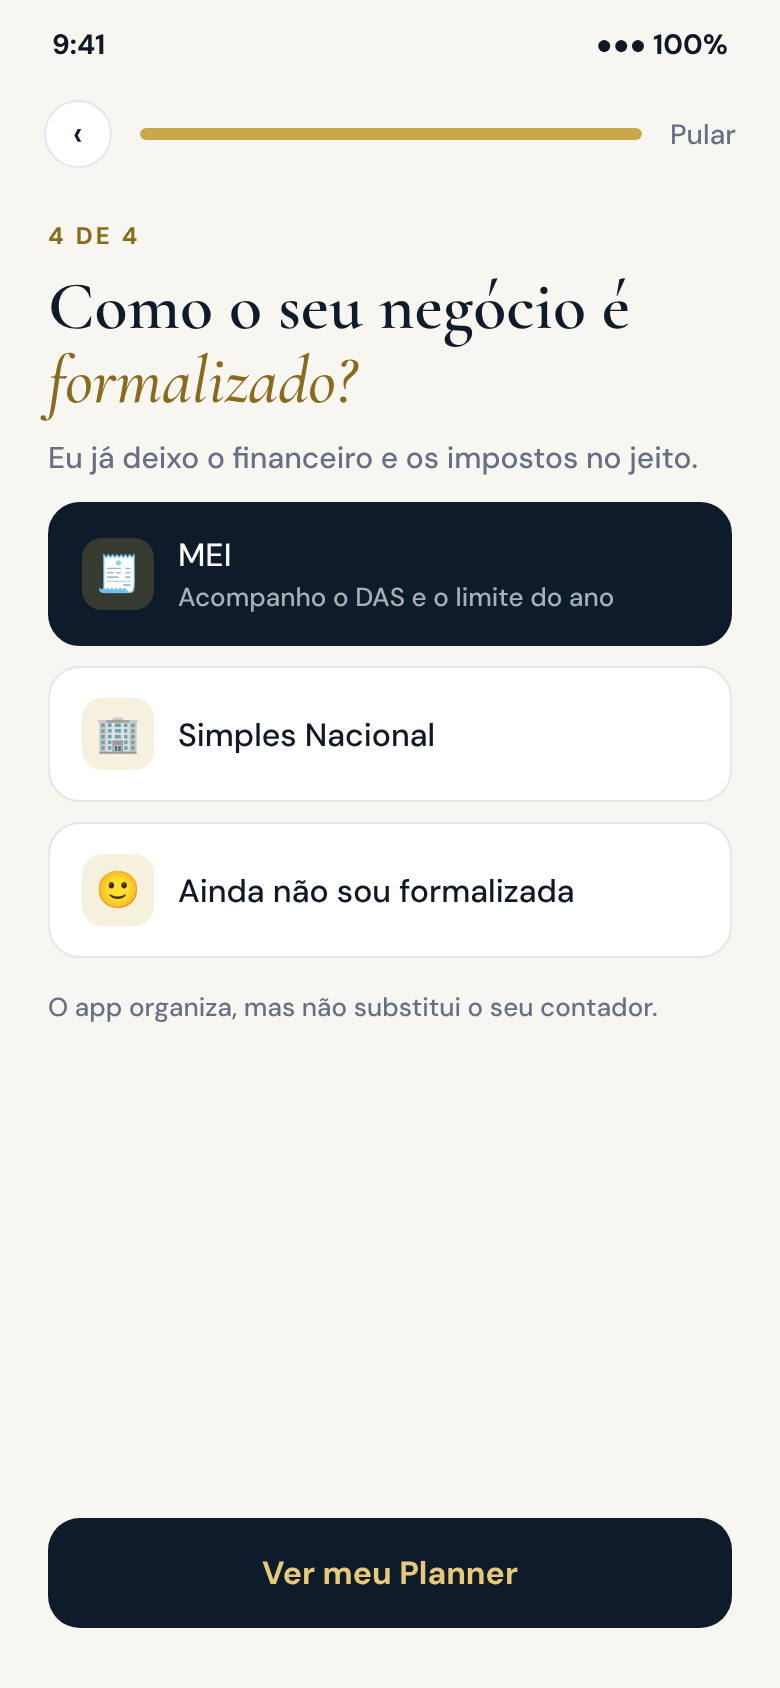 9:41
●●● 100%
‹
Pular
4 DE 4
Como o seu negócio é
formalizado?
Eu já deixo o financeiro e os impostos no jeito.
MEI
Acompanho o DAS e o limite do ano
Simples Nacional
Ainda não sou formalizada
O app organiza, mas não substitui o seu contador.
Ver meu Planner